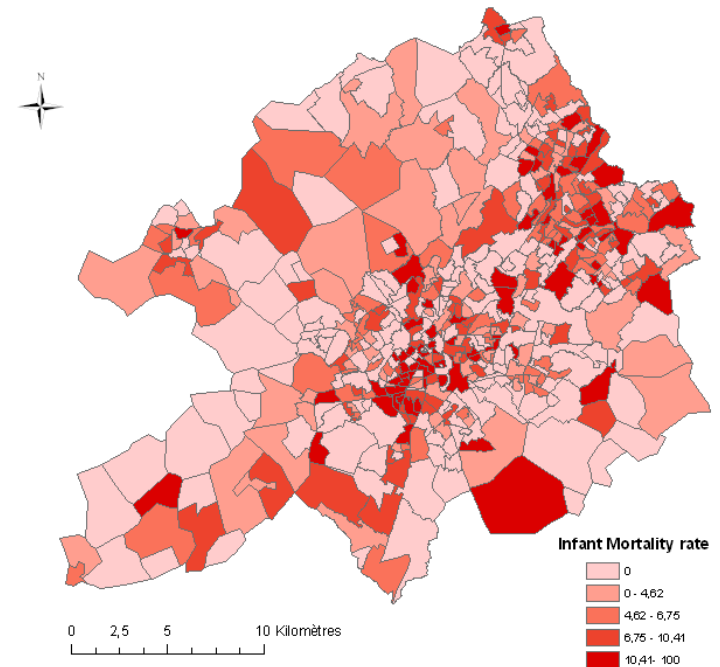 N
Infant Mortality rate
0
0 - 4,62
4,62 - 6,75
6,75 - 10,41
10,41- 100
0 2,5 5 10 Kilomètres